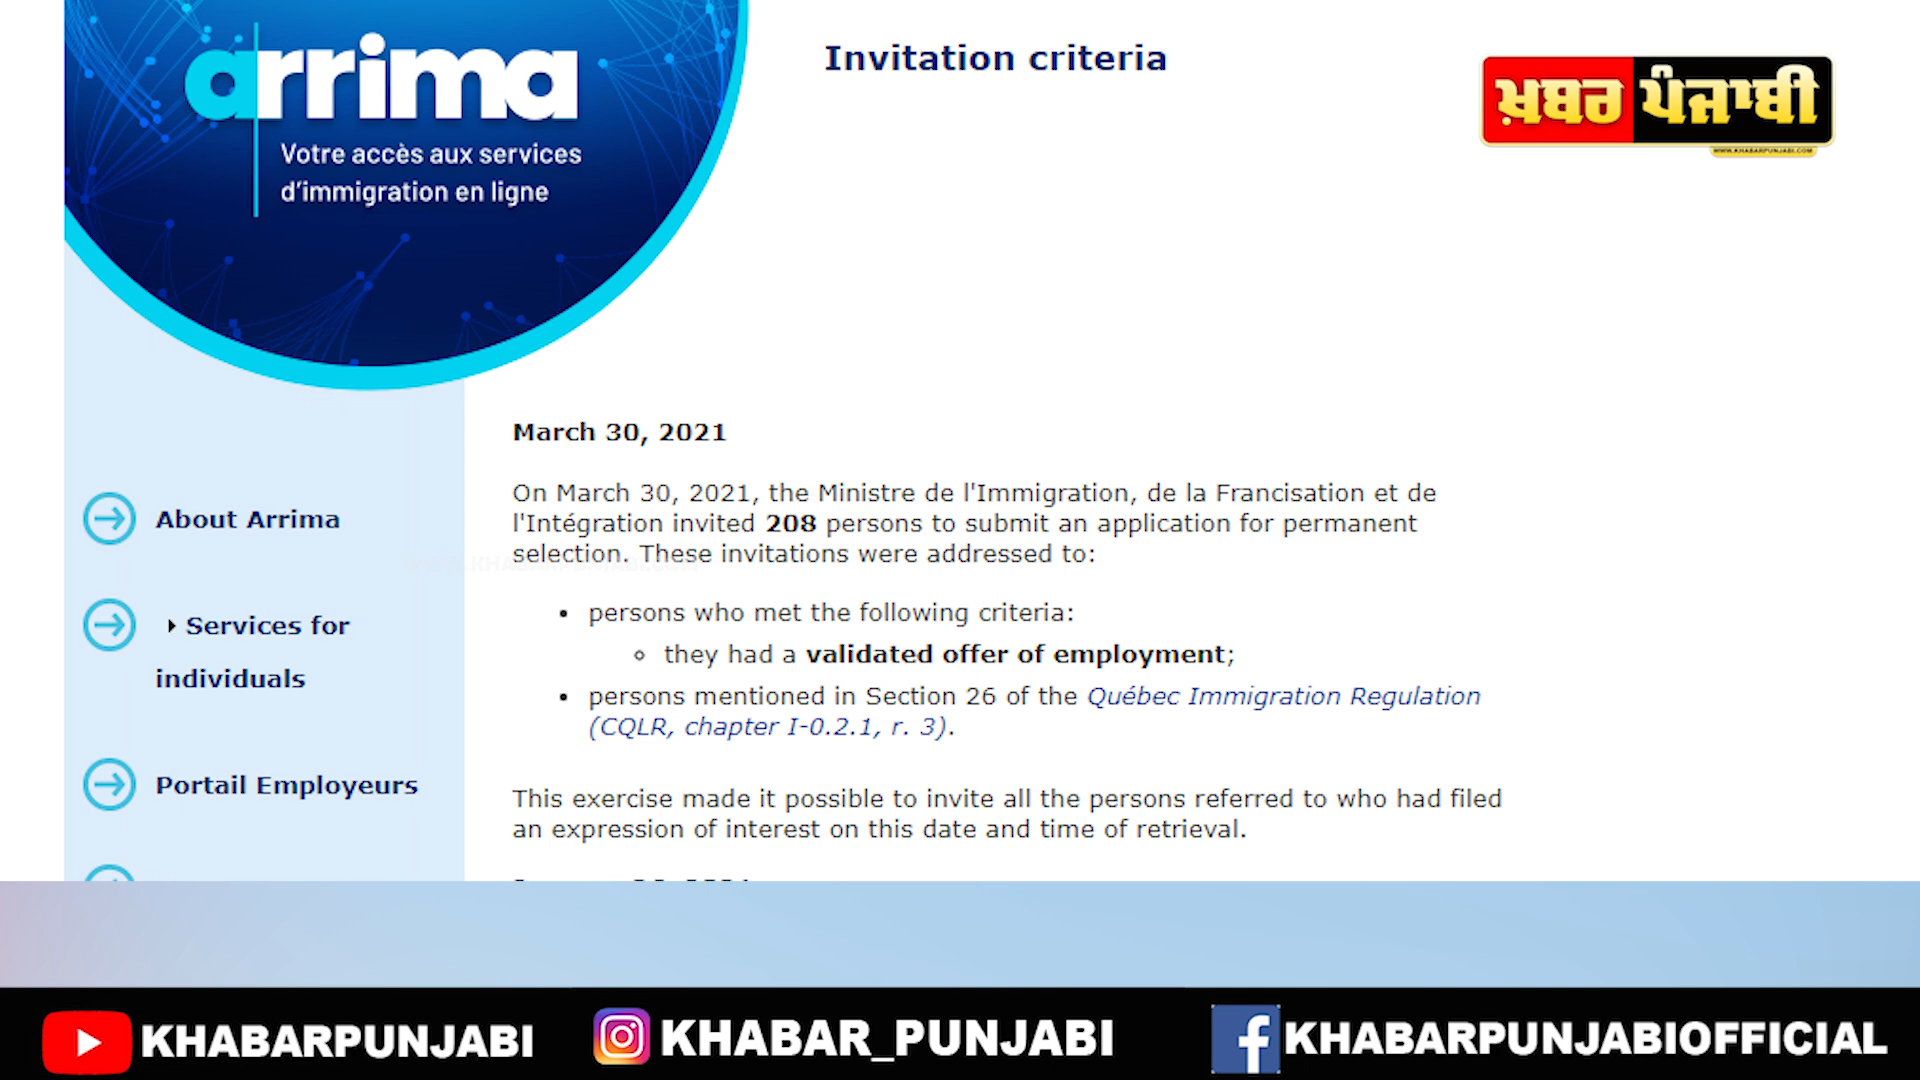 arrima
Votre accès aux services
d'immigration en ligne
Invitation criteria
ਖ਼ਬਰ ਪੰਜਾਬੀ
WWW.KHABARPUNJABI.COM
March 30, 2021
On March 30, 2021, the Ministre de l'Immigration, de la Francisation et de
l'Intégration invited 208 persons to submit an application for permanent
selection. These invitations were addressed to:
• persons who met the following criteria:
◦ they had a validated offer of employment;
• persons mentioned in Section 26 of the Québec Immigration Regulation
(CQLR, chapter I-0.2.1, r. 3).
This exercise made it possible to invite all the persons referred to who had filed
an expression of interest on this date and time of retrieval.
About Arrima
Services for
individuals
Portail Employeurs
KHABARPUNJABI
KHABAR_PUNJABI
KHABARPUNJABIOFFICIAL